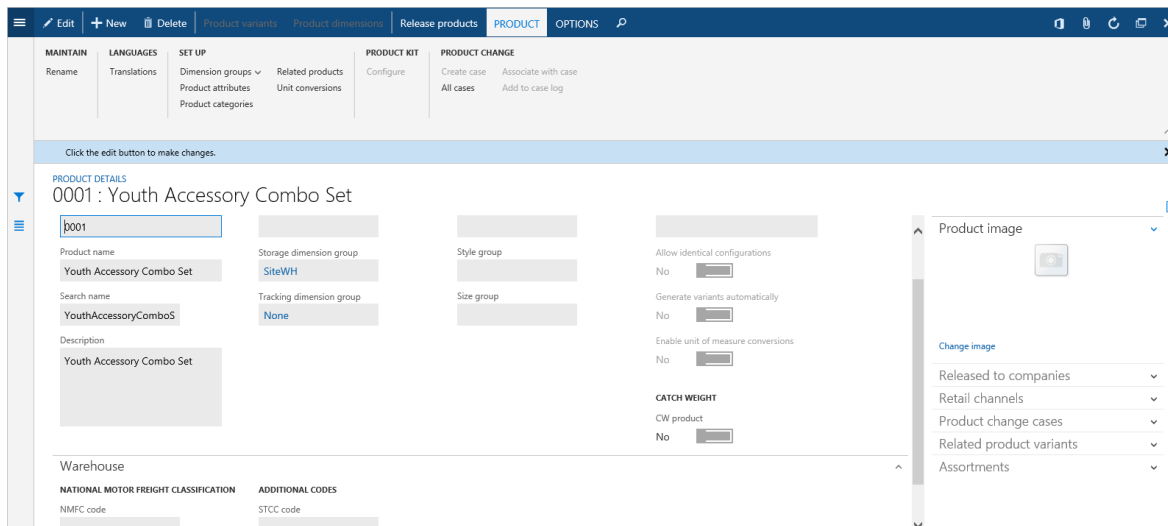 Edit New Delete Product variants Product dimensions Release products PRODUCT OPTIONS
MAINTAIN LANGUAGES SET UP PRODUCT KIT PRODUCT CHANGE
Rename Translations Dimension groups Related products Configure Create case Associate with case
Product attributes Unit conversions All cases Add to case log
Product categories
Click the edit button to make changes.
PRODUCT DETAILS
0001 : Youth Accessory Combo Set
0001
Product name Storage dimension group Style group Allow identical configurations
Youth Accessory Combo Set SiteWH No
Search name Tracking dimension group Size group Generate variants automatically
YouthAccessoryComboS None No
Description Enable unit of measure conversions
Youth Accessory Combo Set No
CATCH WEIGHT
CW product
No
Warehouse
NATIONAL MOTOR FREIGHT CLASSIFICATION ADDITIONAL CODES
NMFC code STCC code
Product image
Change image
Released to companies
Retail channels
Product change cases
Related product variants
Assortments